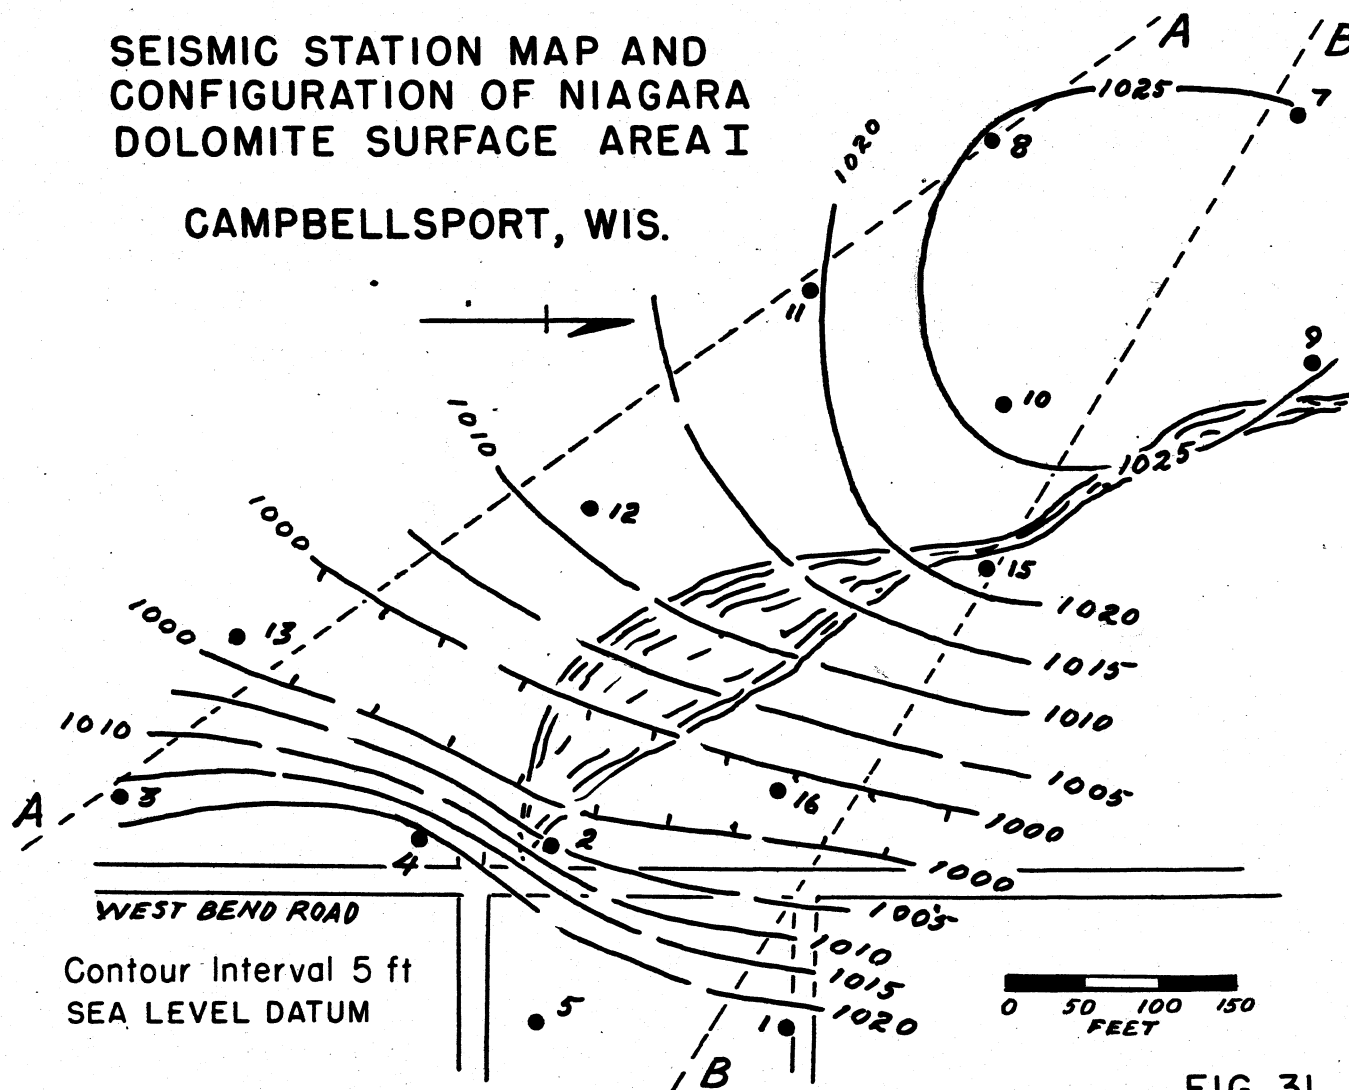 SEISMIC STATION MAP AND
CONFIGURATION OF NIAGARA
DOLOMITE SURFACE AREA I
CAMPBELLSPORT, WIS.
A
B
1025
7
8
1020
11
9
10
1010
1025
12
1000
15
1000
13
1020
1015
1010
1010
1005
A
3
16
1000
2
4
1000
WEST BEND ROAD
1005
1010
Contour Interval 5 ft
1015
SEA LEVEL DATUM
5
1
1020
0 50 100 150
FEET
B
FIG. 31